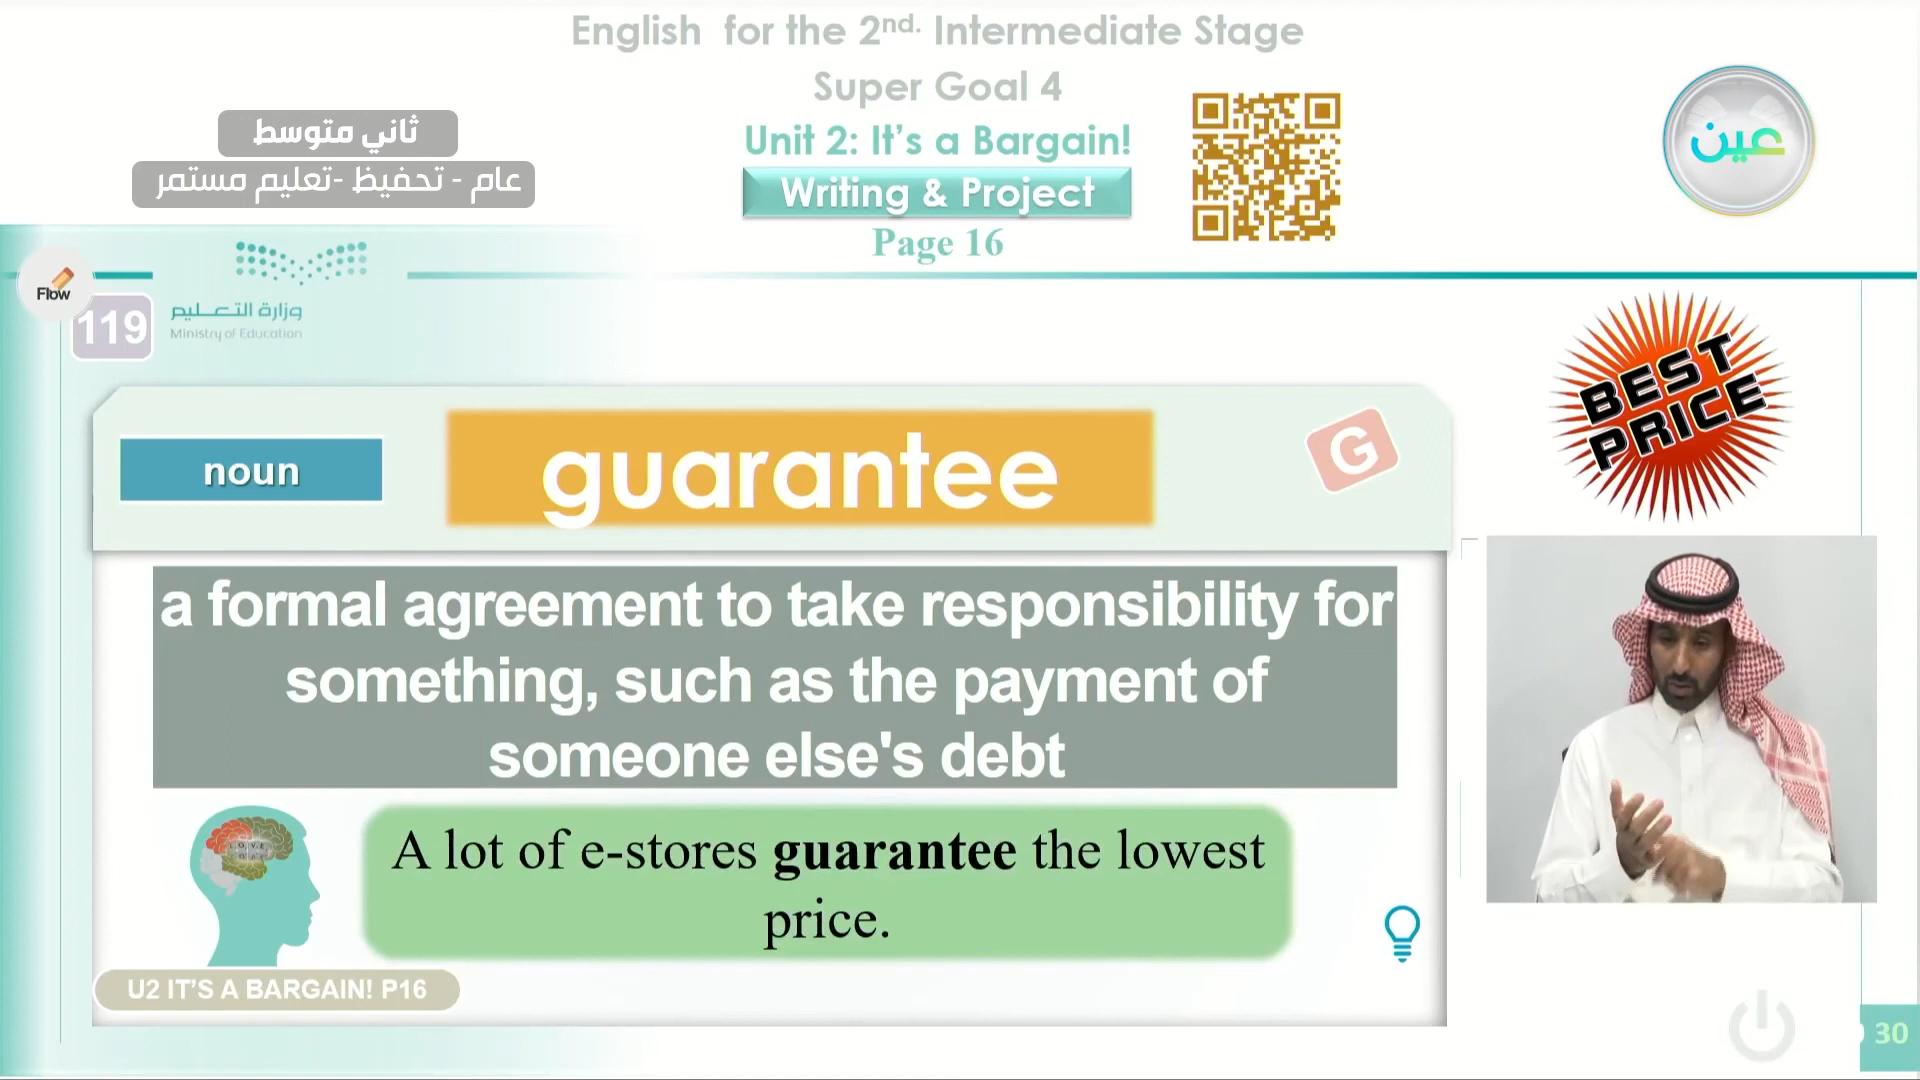 English for the 2nd. Intermediate Stage
Super Goal 4
Unit 2: It's a Bargain!
Writing & Project
Page 16
ثاني متوسط
عام - تحفيظ -تعليم مستمر
عين
Flow
119
وزارة التعليم
Ministry of Education
BEST
PRICE
noun
guarantee
G
a formal agreement to take responsibility for
something, such as the payment of
someone else's debt
A lot of e-stores guarantee the lowest
price.
U2 IT'S A BARGAIN! P16
30